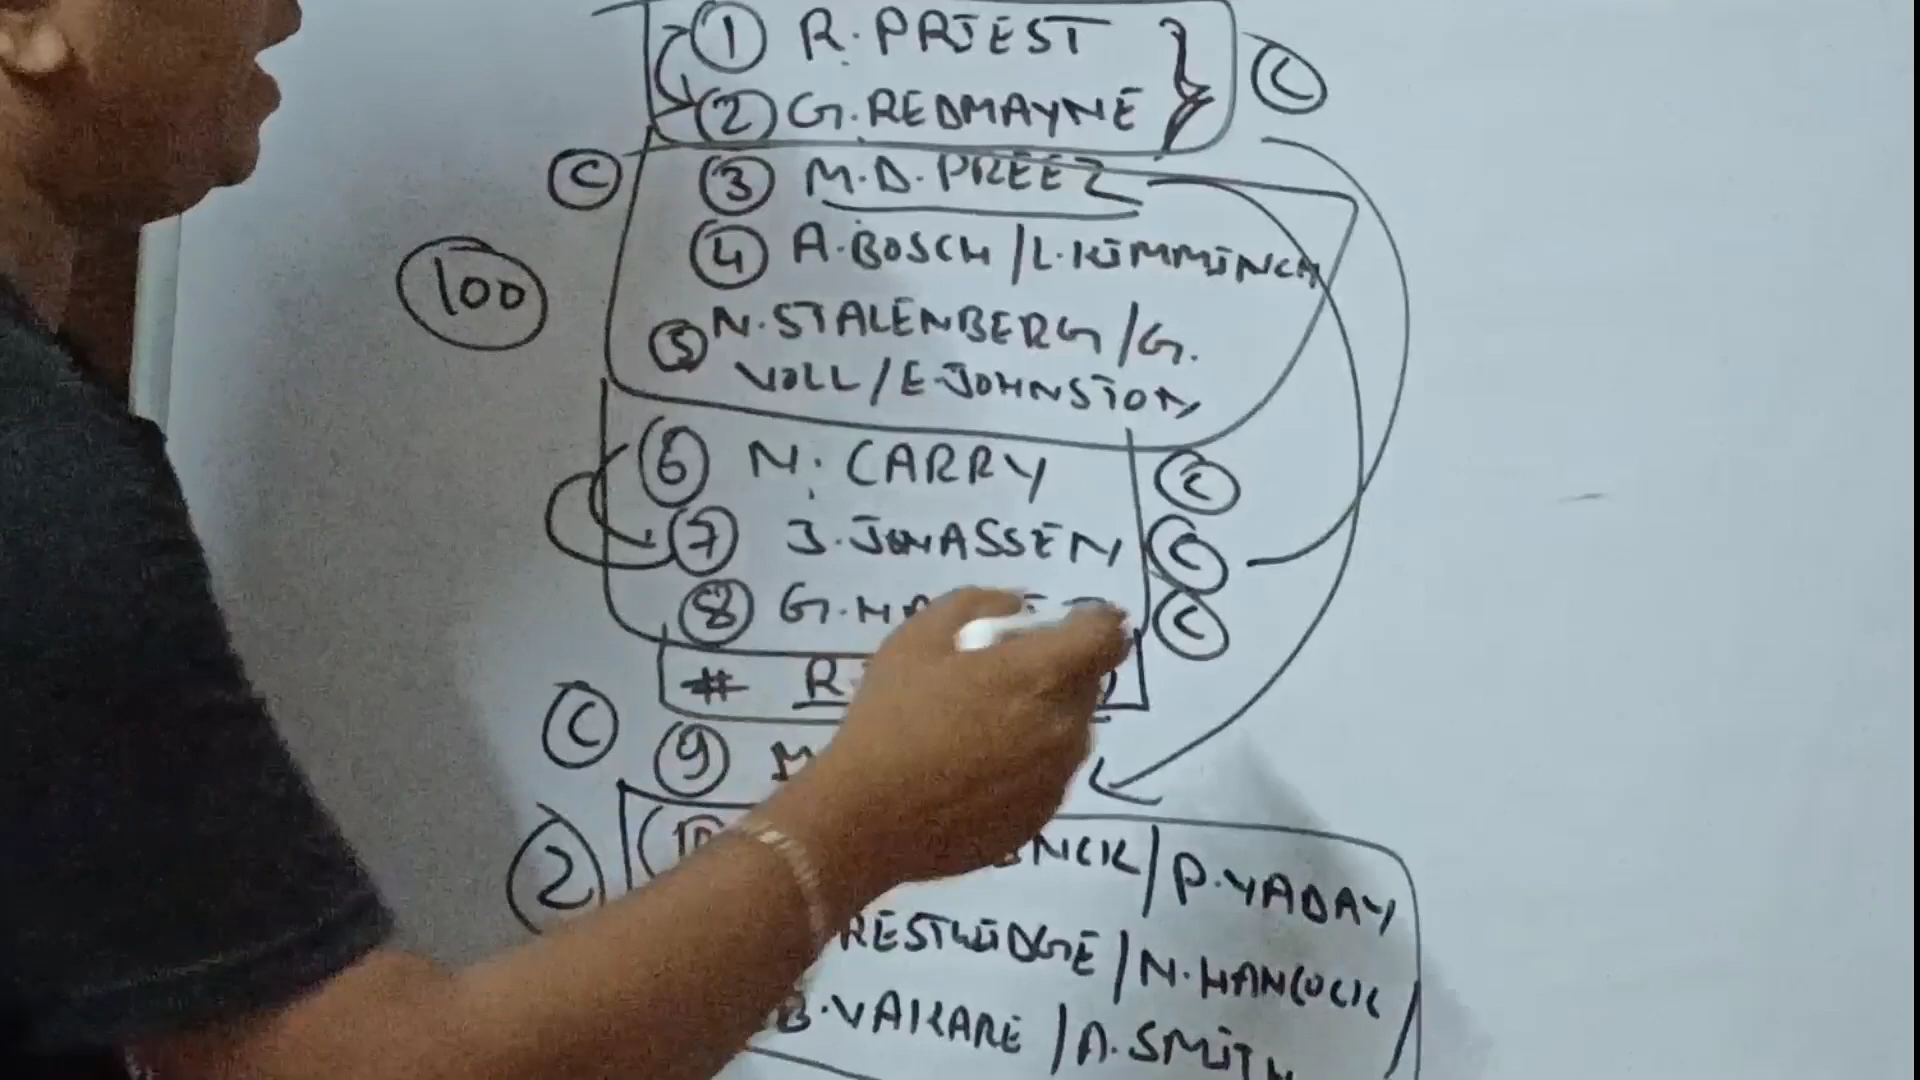 1 R. PRIEST
2 G. REDMAYNE C
C 3 M.D. PREEZ
100 4 A. BOSCH / L. KIMMINCH
5 N. STALENBERG / G.
VOLL / E. JOHNSTON
6 N. CARRY C
7 J. JONASSEN C
8 C
# R
C 9 M
2 / P. YADAV
RESTWIDGE / N. HANCOCK /
B. VAKARE / A. SMITH